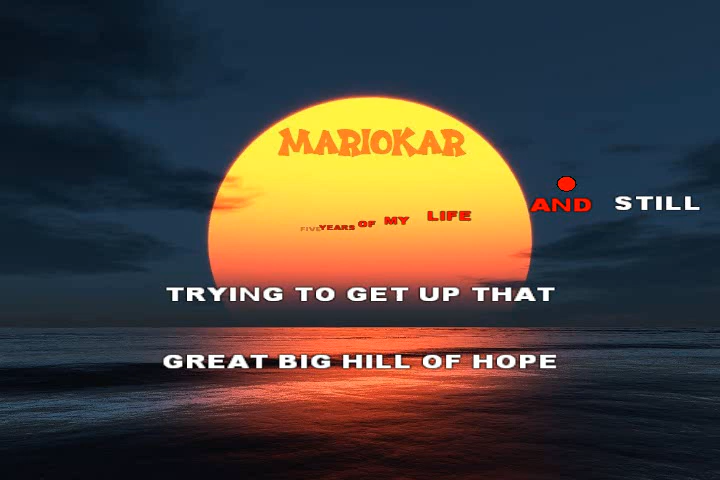 MARIOKAR
FIVE YEARS OF MY LIFE AND STILL
TRYING TO GET UP THAT
GREAT BIG HILL OF HOPE